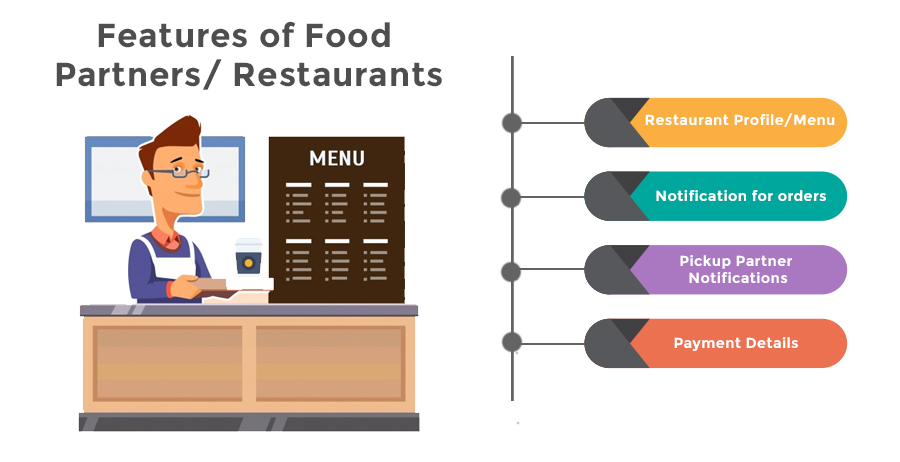 Features of Food
Partners/ Restaurants
MENU
Restaurant Profile/Menu
Notification for orders
Pickup Partner
Notifications
Payment Details